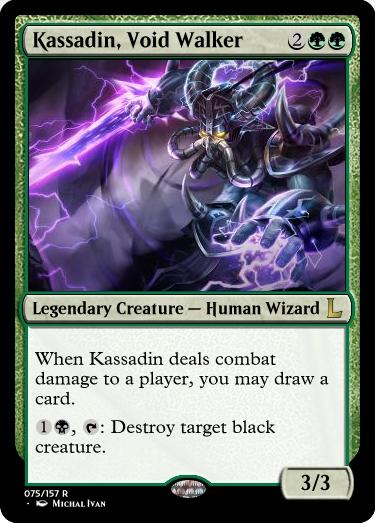 Kassadin, Void Walker 2
Legendary Creature — Human Wizard L
When Kassadin deals combat
damage to a player, you may draw a
card.
1 , : Destroy target black
creature.
3/3
075/157 R
· Michal Ivan